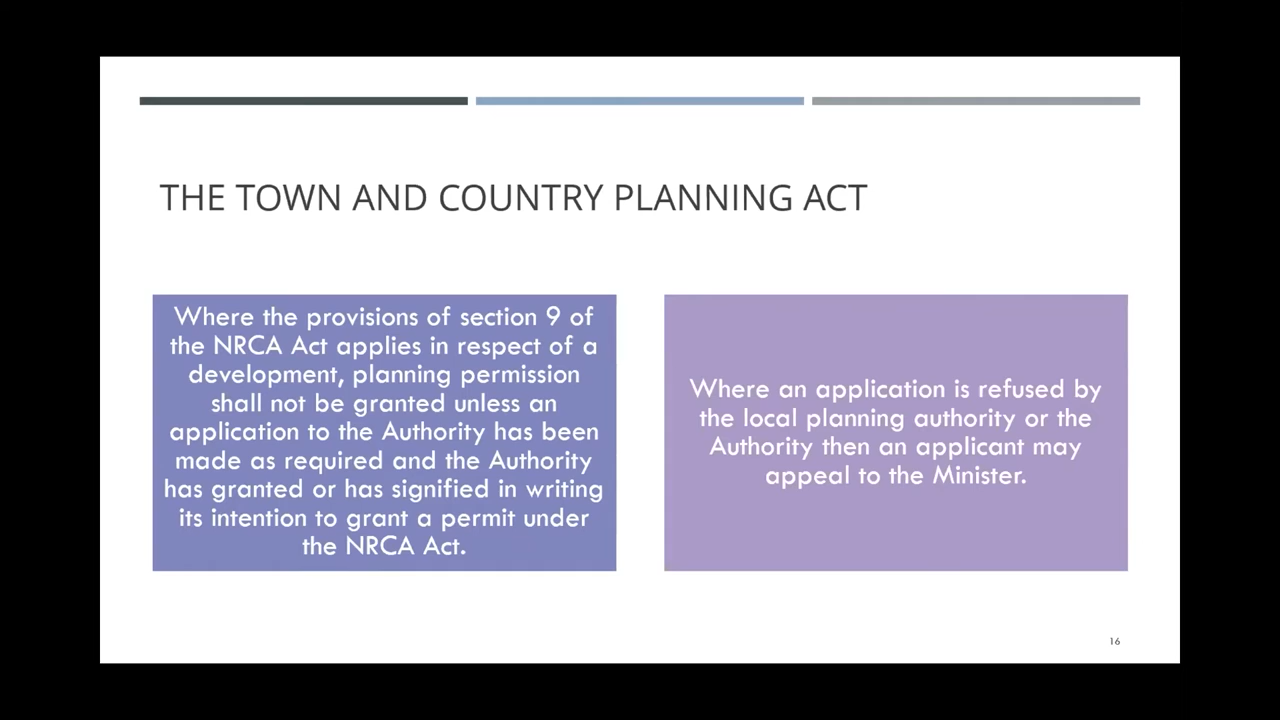 THE TOWN AND COUNTRY PLANNING ACT
Where the provisions of section 9 of
the NRCA Act applies in respect of a
development, planning permission
shall not be granted unless an
application to the Authority has been
made as required and the Authority
has granted or has signified in writing
its intention to grant a permit under
the NRCA Act.
Where an application is refused by
the local planning authority or the
Authority then an applicant may
appeal to the Minister.
16